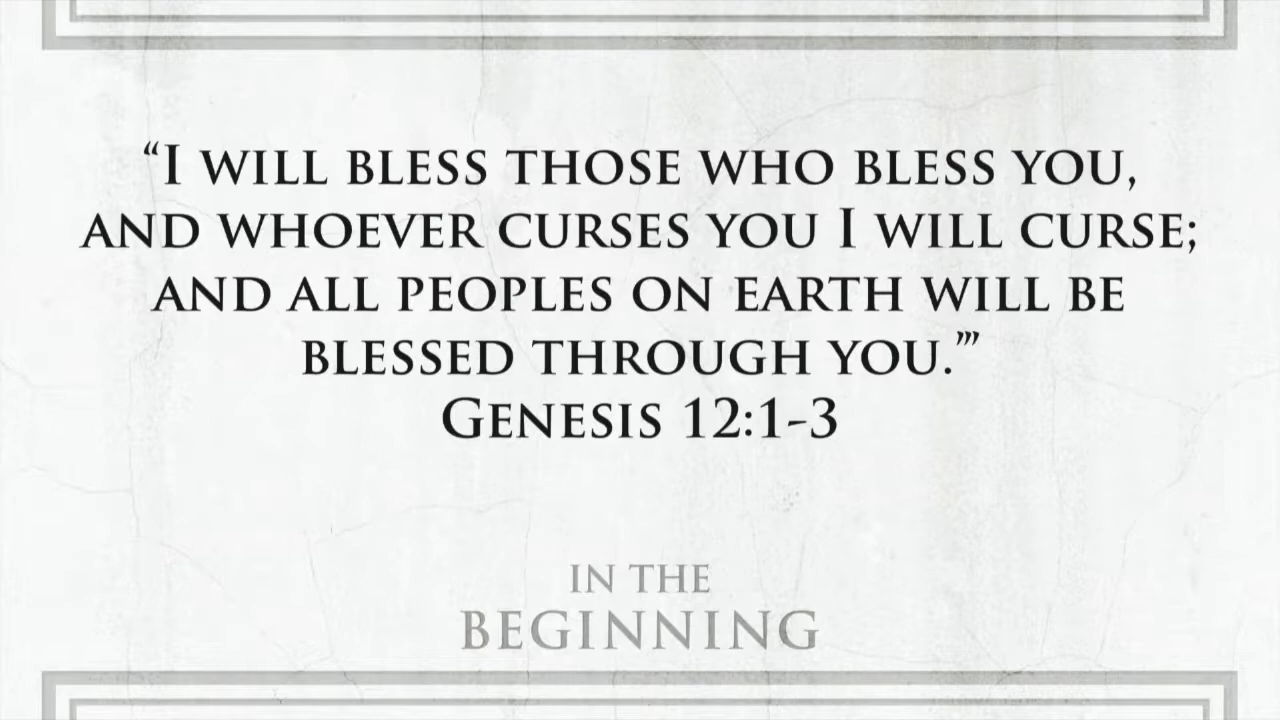 “I will bless those who bless you,
and whoever curses you I will curse;
and all peoples on earth will be
blessed through you.’”
Genesis 12:1-3
IN THE
BEGINNING